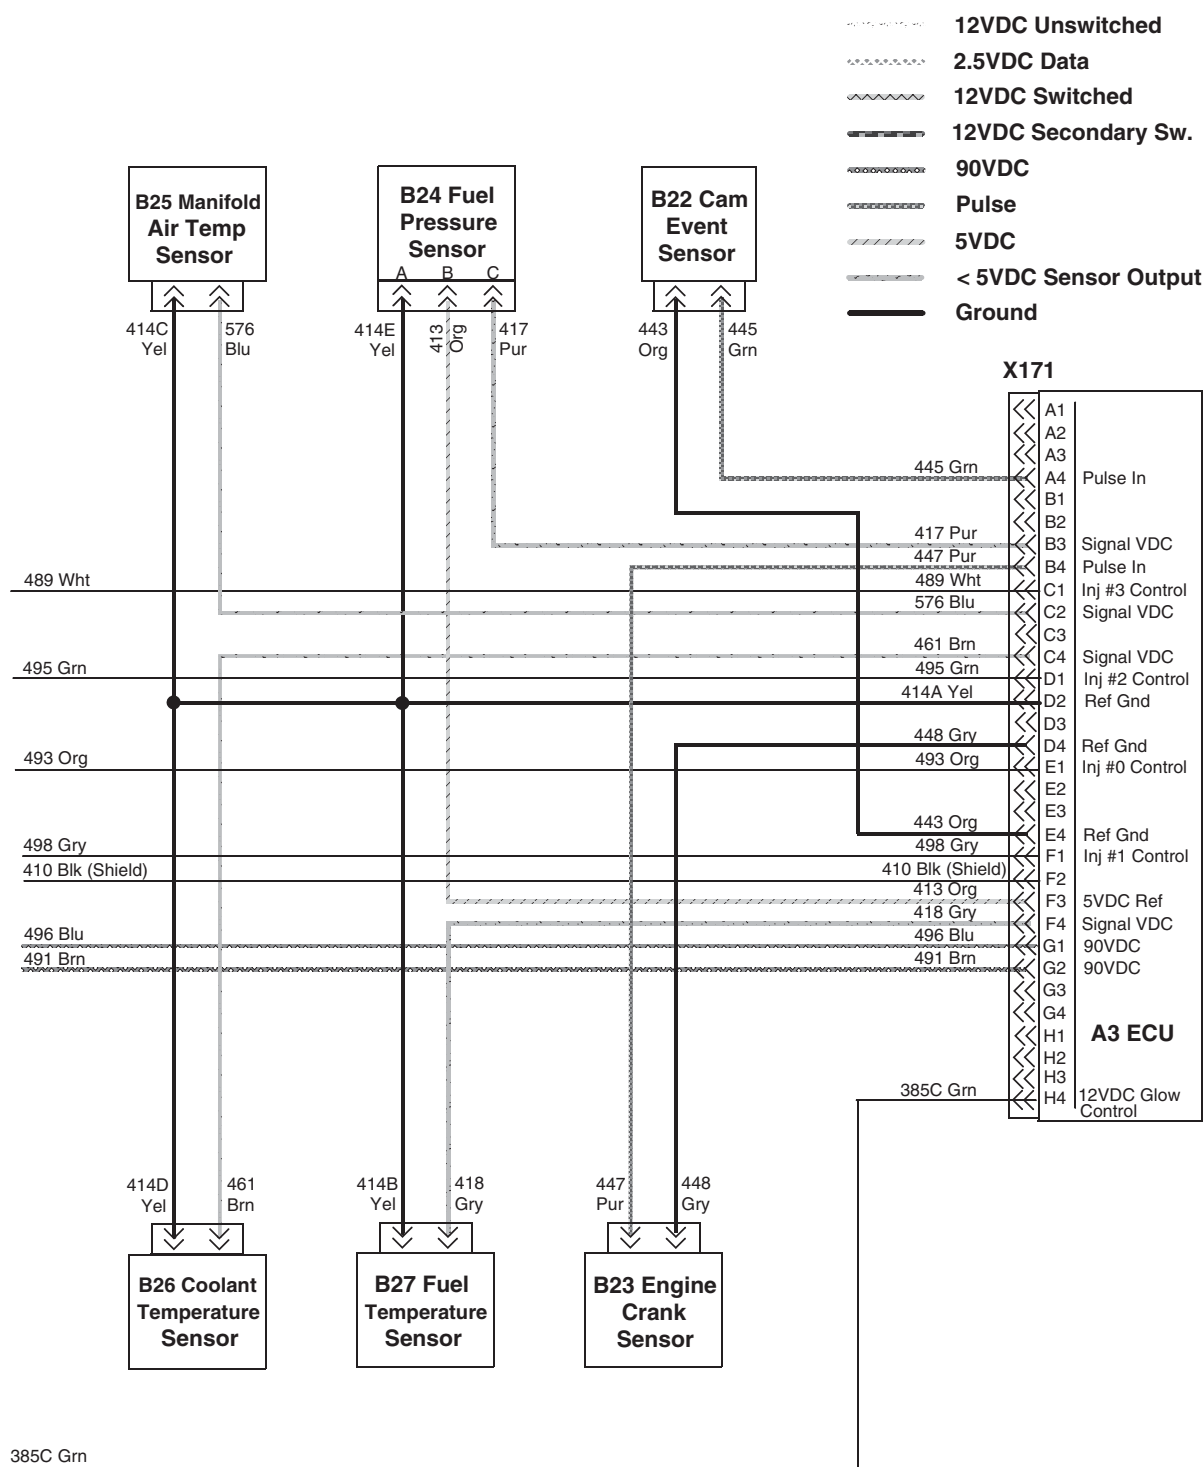 12VDC Unswitched
2.5VDC Data
12VDC Switched
12VDC Secondary Sw.
90VDC
Pulse
5VDC
< 5VDC Sensor Output
Ground
B25 Manifold
Air Temp
Sensor
B24 Fuel
Pressure
Sensor
A B C
B22 Cam
Event
Sensor
414C
Yel
576
Blu
414E
Yel
413
Org
417
Pur
443
Org
445
Grn
X171
A1
A2
A3
445 Grn A4 Pulse In
B1
B2
417 Pur B3 Signal VDC
447 Pur B4 Pulse In
489 Wht 489 Wht C1 Inj #3 Control
576 Blu C2 Signal VDC
C3
461 Brn C4 Signal VDC
495 Grn 495 Grn D1 Inj #2 Control
414A Yel D2 Ref Gnd
D3
448 Gry D4 Ref Gnd
493 Org 493 Org E1 Inj #0 Control
E2
E3
443 Org E4 Ref Gnd
498 Gry 498 Gry F1 Inj #1 Control
410 Blk (Shield) 410 Blk (Shield) F2
413 Org F3 5VDC Ref
418 Gry F4 Signal VDC
496 Blu 496 Blu G1 90VDC
491 Brn 491 Brn G2 90VDC
G3
G4
H1 A3 ECU
H2
H3
385C Grn H4 12VDC Glow
Control
414D
Yel
461
Brn
414B
Yel
418
Gry
447
Pur
448
Gry
B26 Coolant
Temperature
Sensor
B27 Fuel
Temperature
Sensor
B23 Engine
Crank
Sensor
385C Grn